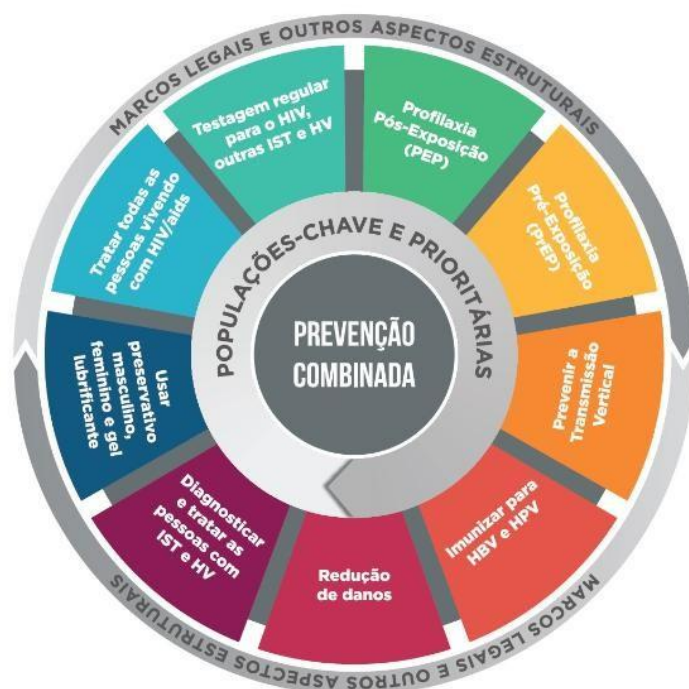 MARCOS LEGAIS E OUTROS ASPECTOS ESTRUTURAIS
Testagem regular
para o HIV,
outras IST e HV
Profilaxia
Pós-Exposição
(PEP)
Profilaxia
Pré-Exposição
(PrEP)
Prevenir a
Transmissão
Vertical
Imunizar para
HBV e HPV
Redução
de danos
Diagnosticar
e tratar as
pessoas com
IST e HV
Usar
preservativo
masculino,
feminino e gel
lubrificante
Tratar todas as
pessoas vivendo
com HIV/aids
POPULAÇÕES-CHAVE E PRIORITÁRIAS
PREVENÇÃO
COMBINADA
MARCOS LEGAIS E OUTROS ASPECTOS ESTRUTURAIS